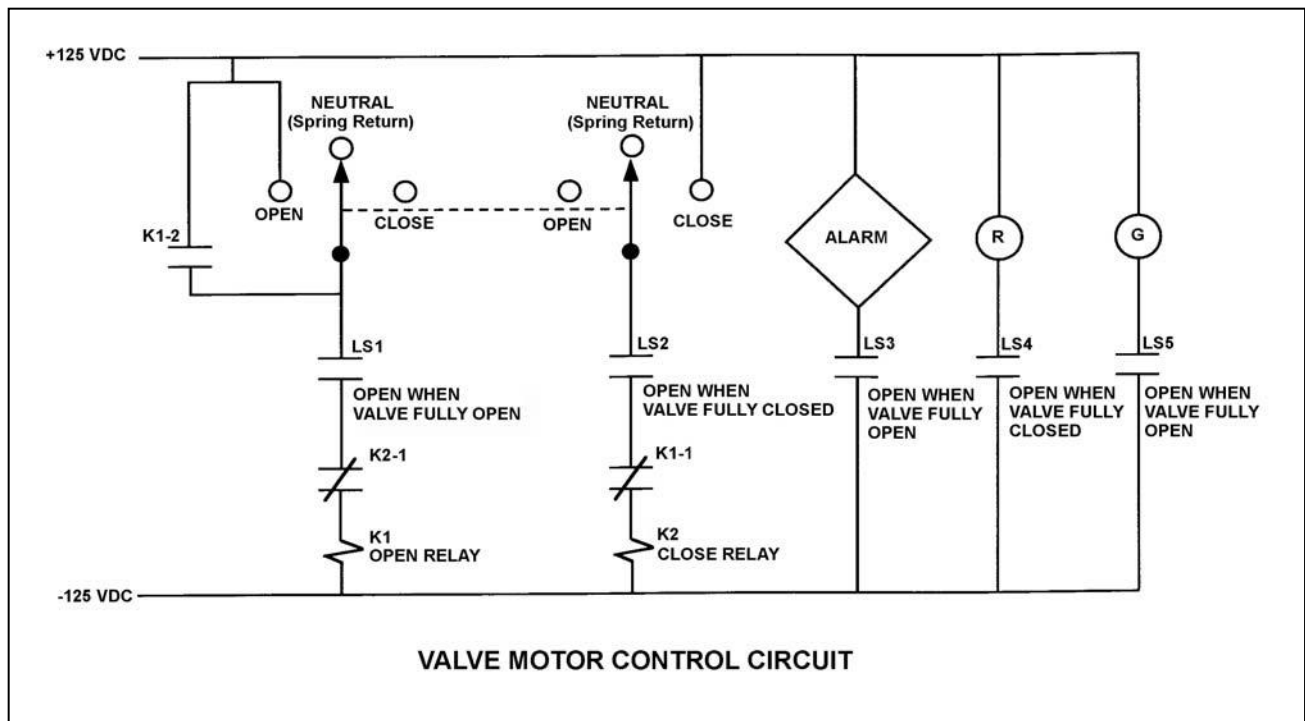 +125 VDC
NEUTRAL
(Spring Return)
NEUTRAL
(Spring Return)
OPEN
CLOSE
OPEN
CLOSE
K1-2
ALARM
R
G
LS1
OPEN WHEN
VALVE FULLY OPEN
LS2
OPEN WHEN
VALVE FULLY CLOSED
LS3
OPEN WHEN
VALVE FULLY
OPEN
LS4
OPEN WHEN
VALVE FULLY
CLOSED
LS5
OPEN WHEN
VALVE FULLY
OPEN
K2-1
K1-1
K1
OPEN RELAY
K2
CLOSE RELAY
-125 VDC
VALVE MOTOR CONTROL CIRCUIT